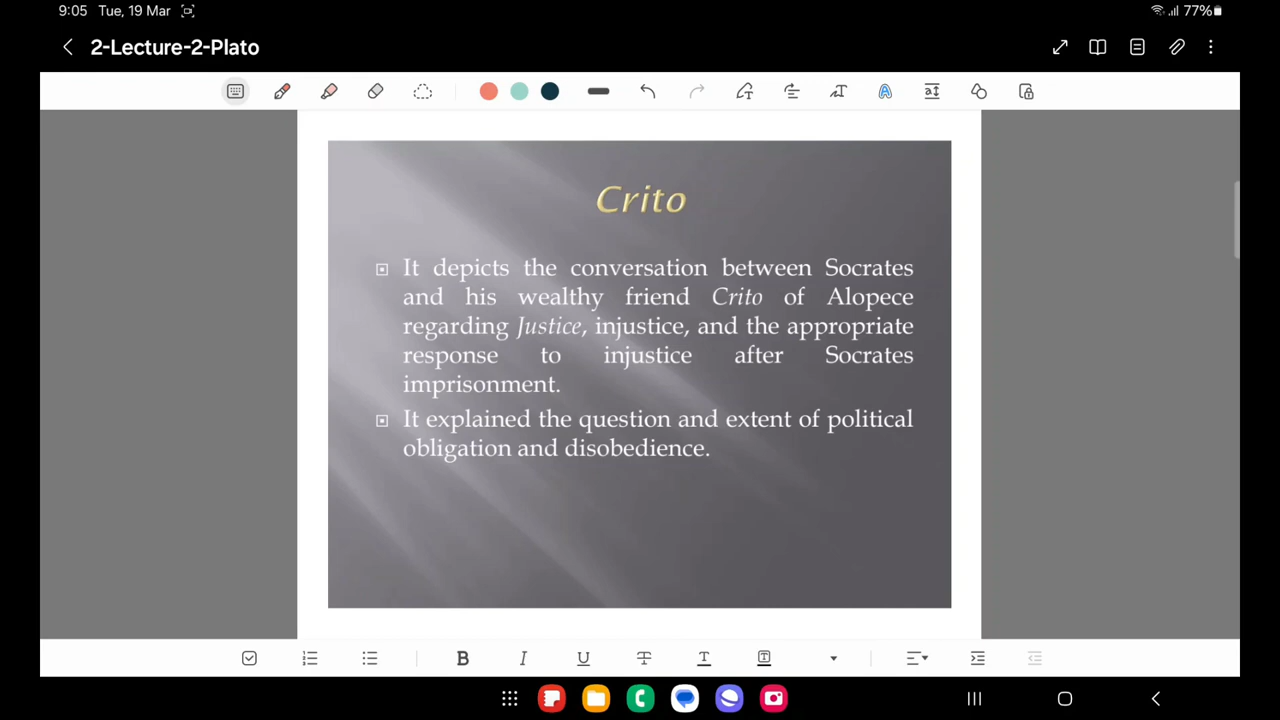 9:05 Tue, 19 Mar
77%
2-Lecture-2-Plato
Crito
It depicts the conversation between Socrates
and his wealthy friend Crito of Alopece
regarding Justice, injustice, and the appropriate
response to injustice after Socrates
imprisonment.
It explained the question and extent of political
obligation and disobedience.
B I U T T T